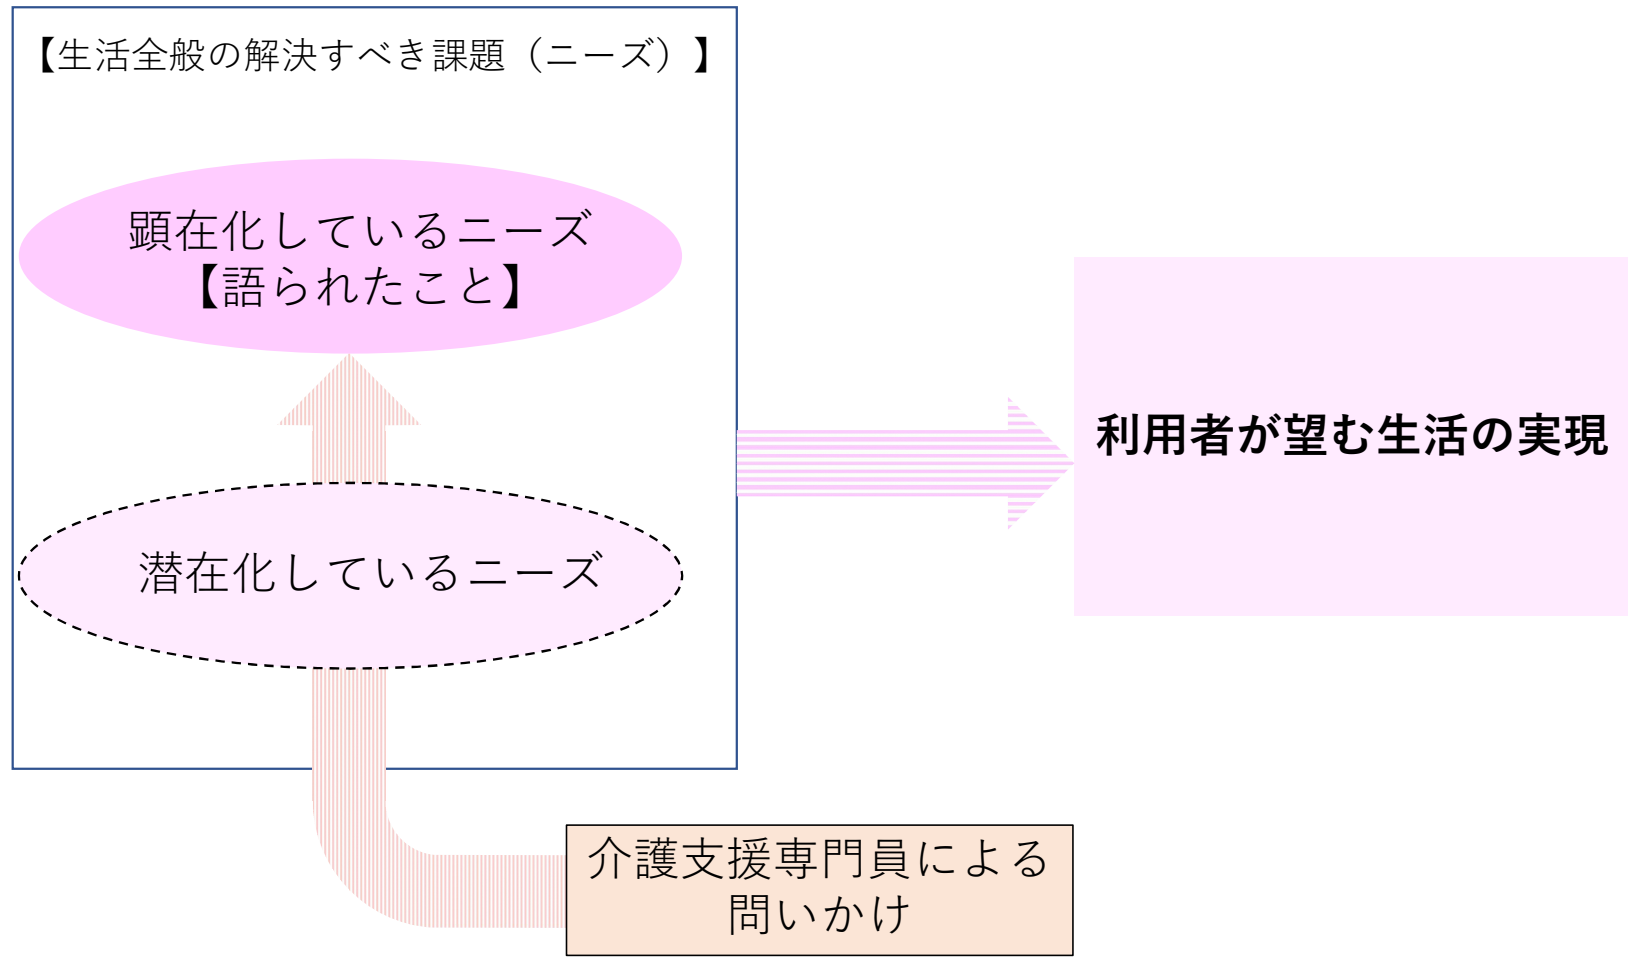 【生活全般の解決すべき課題（ニーズ）】
顕在化しているニーズ
【語られたこと】
潜在化しているニーズ
利用者が望む生活の実現
介護支援専門員による
問いかけ